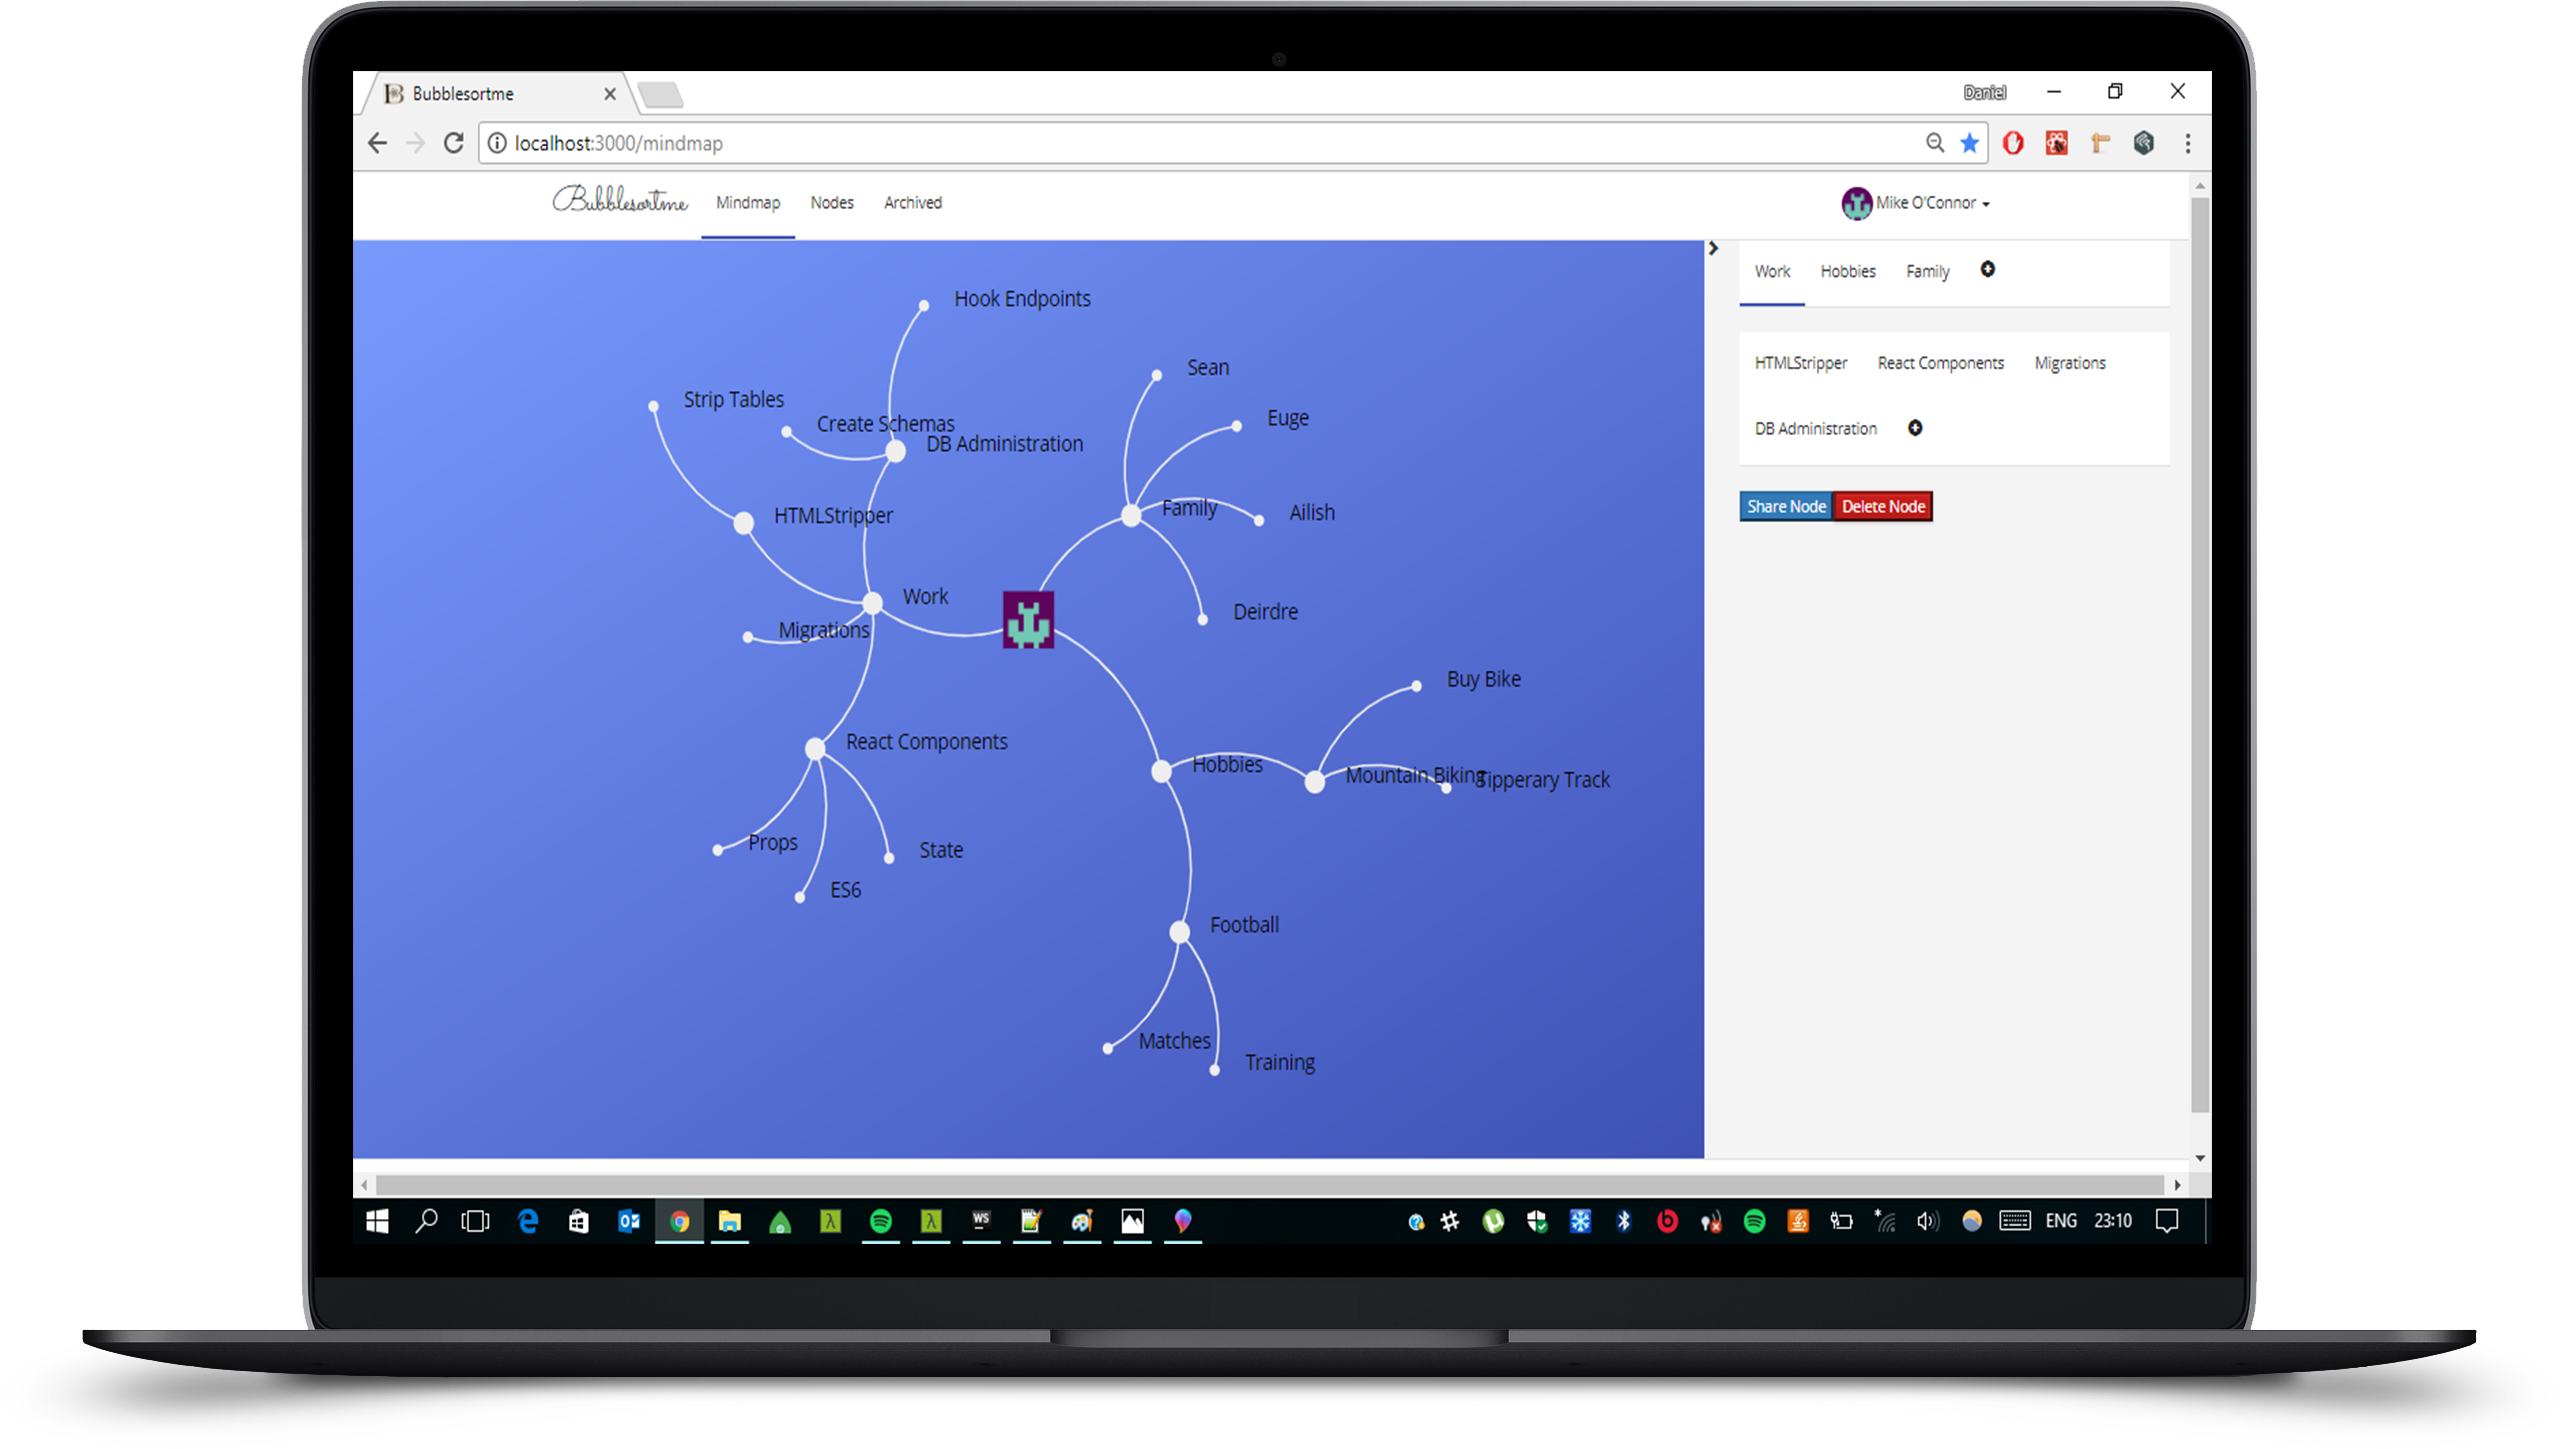 Bubblesortme
Daniel
localhost:3000/mindmap
Bubblesortme Mindmap Nodes Archived Mike O'Connor
Work Hobbies Family
HTMLStripper React Components Migrations
DB Administration
Share Node Delete Node
Hook Endpoints
Sean
Strip Tables
Euge
Create Schemas
DB Administration
Family
Ailish
HTMLStripper
Work
Deirdre
Migrations
Buy Bike
React Components
Hobbies
Mountain Biking
Tipperary Track
Props
State
ES6
Football
Matches
Training
WS
ENG 23:10